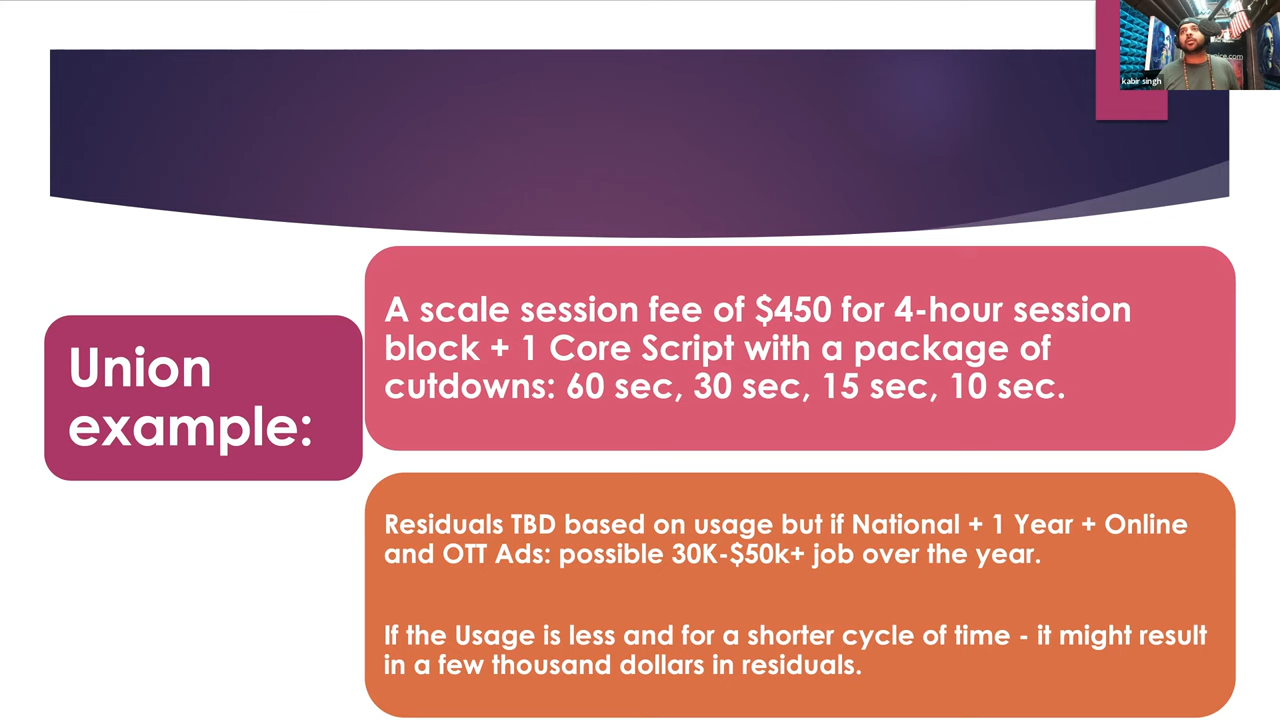 kabir singh
Union
example:
A scale session fee of $450 for 4-hour session
block + 1 Core Script with a package of
cutdowns: 60 sec, 30 sec, 15 sec, 10 sec.
Residuals TBD based on usage but if National + 1 Year + Online
and OTT Ads: possible 30K-$50k+ job over the year.
If the Usage is less and for a shorter cycle of time - it might result
in a few thousand dollars in residuals.